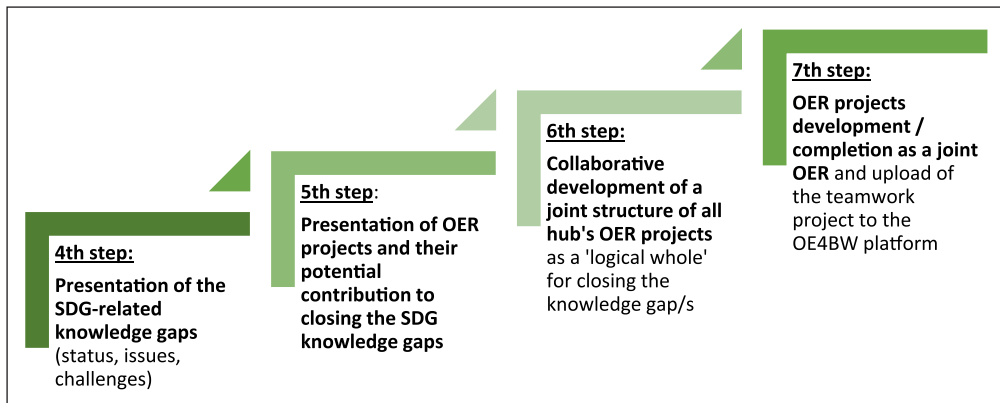 4th step:
Presentation of the
SDG-related
knowledge gaps
(status, issues,
challenges)
5th step:
Presentation of OER
projects and their
potential
contribution to
closing the SDG
knowledge gaps
6th step:
Collaborative
development of a
joint structure of all
hub's OER projects
as a 'logical whole'
for closing the
knowledge gap/s
7th step:
OER projects
development /
completion as a joint
OER and upload of
the teamwork
project to the
OE4BW platform